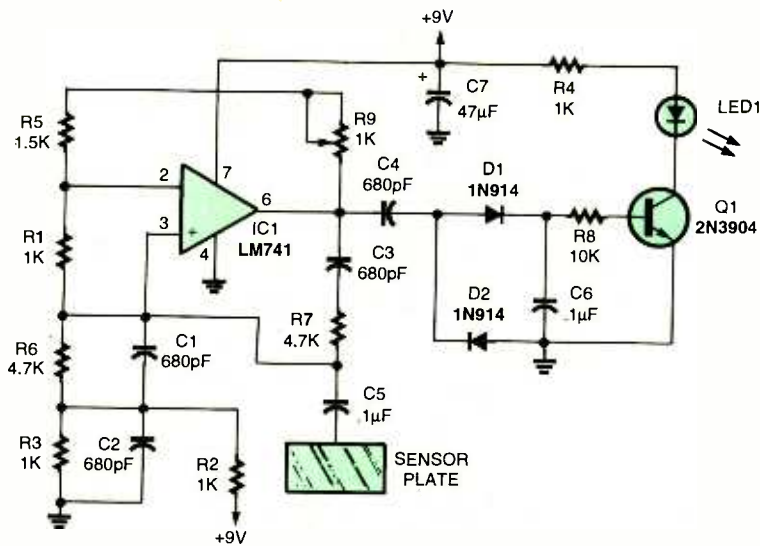 +9V
R5
1.5K
R9
1K
+
C7
47µF
R4
1K
LED1
2
7
3
+
4
6
IC1
LM741
C4
680pF
D1
1N914
R8
10K
Q1
2N3904
R1
1K
C3
680pF
D2
1N914
C6
.1µF
R6
4.7K
C1
680pF
R7
4.7K
C5
.1µF
R3
1K
C2
680pF
R2
1K
SENSOR
PLATE
+9V